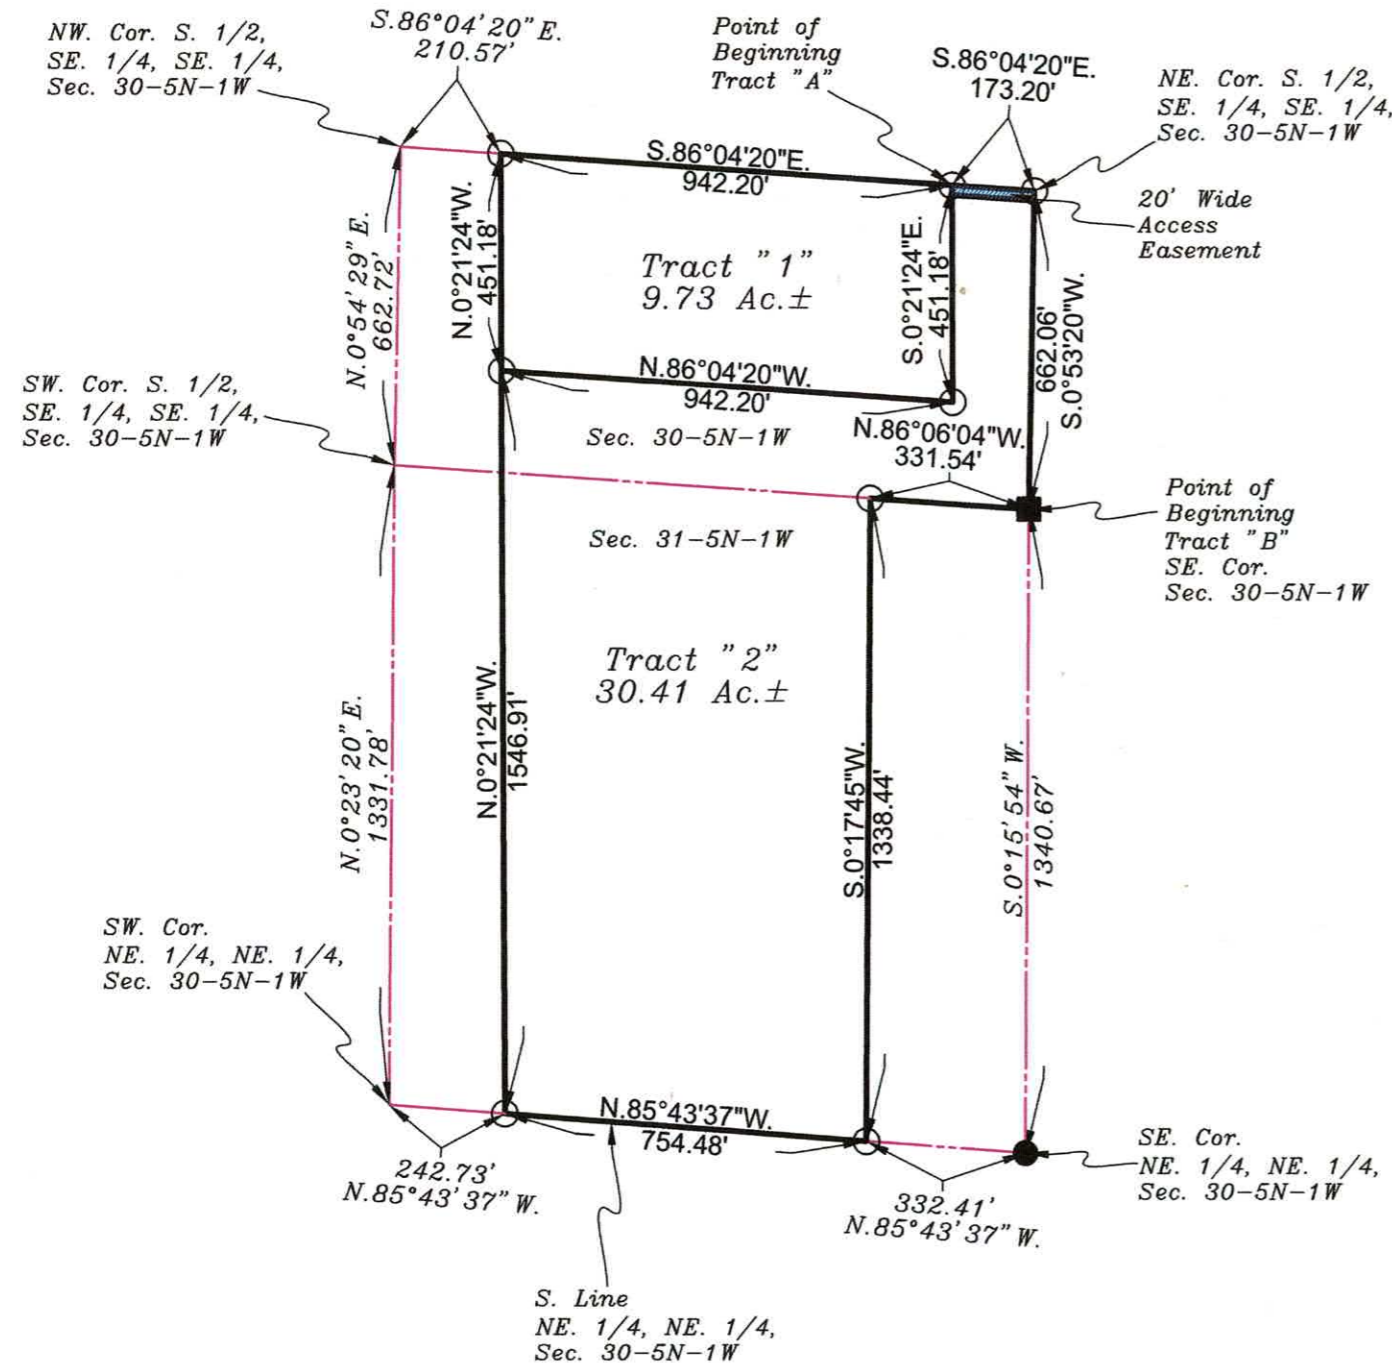 NW. Cor. S. 1/2,
SE. 1/4, SE. 1/4,
Sec. 30-5N-1W
S.86°04'20"E.
210.57'
Point of
Beginning
Tract "A"
S.86°04'20"E.
173.20'
NE. Cor. S. 1/2,
SE. 1/4, SE. 1/4,
Sec. 30-5N-1W
S.86°04'20"E.
942.20'
20' Wide
Access
Easement
N.0°54'29"E.
662.72'
N.0°21'24"W.
451.18'
Tract "1"
9.73 Ac.±
S.0°21'24"E.
451.18'
662.06'
S.0°53'20"W.
SW. Cor. S. 1/2,
SE. 1/4, SE. 1/4,
Sec. 30-5N-1W
N.86°04'20"W.
942.20'
Sec. 30-5N-1W
N.86°06'04"W.
331.54'
Sec. 31-5N-1W
Point of
Beginning
Tract "B"
SE. Cor.
Sec. 30-5N-1W
Tract "2"
30.41 Ac.±
N.0°23'20"E.
1331.78'
N.0°21'24"W.
1546.91'
S.0°17'45"W.
1338.44'
S.0°15'54"W.
1340.67'
SW. Cor.
NE. 1/4, NE. 1/4,
Sec. 30-5N-1W
N.85°43'37"W.
754.48'
242.73'
N.85°43'37"W.
332.41'
N.85°43'37"W.
SE. Cor.
NE. 1/4, NE. 1/4,
Sec. 30-5N-1W
S. Line
NE. 1/4, NE. 1/4,
Sec. 30-5N-1W